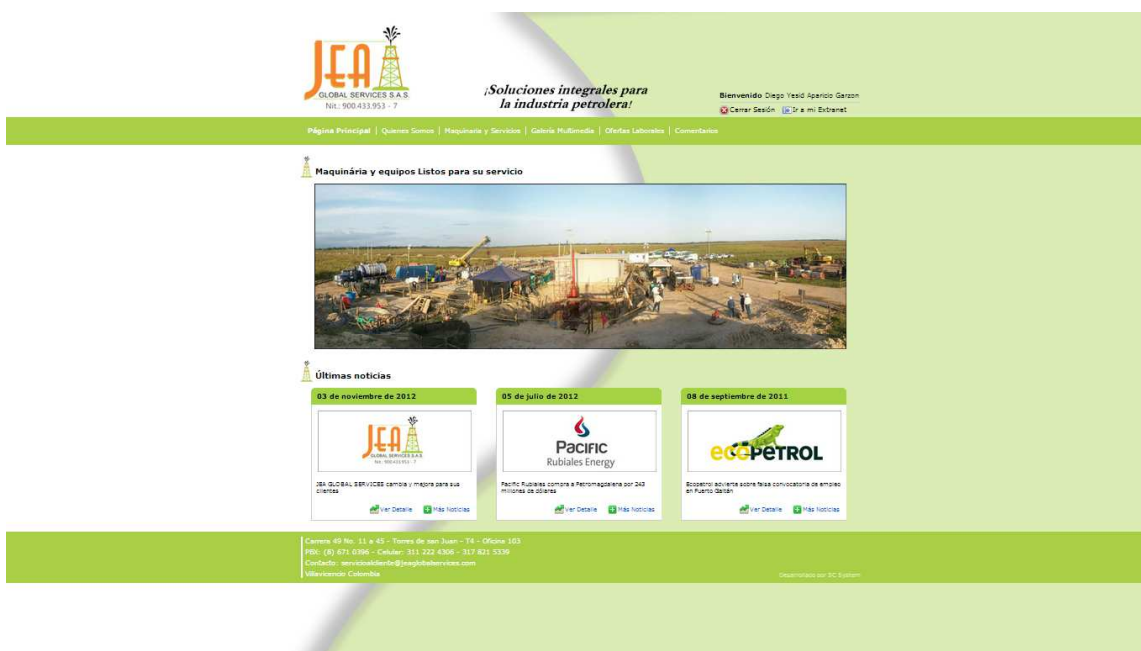 JEA
GLOBAL SERVICES S.A.S.
Nit.: 900.433.953 - 7
¡Soluciones integrales para
la industria petrolera!
Bienvenido Diego Yesid Aparicio Garzon
Cerrar Sesión Ir a mi Extranet
Página Principal | Quienes Somos | Maquinaria y Servicios | Galería Multimedia | Ofertas Laborales | Comentarios
Maquinária y equipos Listos para su servicio
Últimas noticias
03 de noviembre de 2012
JEA
GLOBAL SERVICES S.A.S
Nit.: 900.433.953 - 7
JEA GLOBAL SERVICES cambia y mejora para sus
clientes
Ver Detalle Más Noticias
05 de julio de 2012
PACIFIC
Rubiales Energy
Pacific Rubiales compra a Petromagdalena por 243
millones de dólares
Ver Detalle Más Noticias
08 de septiembre de 2011
ecoPETROL
Ecopetrol advierte sobre falsa convocatoria de empleo
en Puerto Gaitán
Ver Detalle Más Noticias
Carrera 49 No. 11 a 45 - Torres de san Juan - T4 - Oficina 103
PBX: (8) 671 0396 - Celular: 311 222 4306 - 317 821 5339
Contacto: servicioalcliente@jeaglobalservices.com
Villavicencio Colombia
Desarrollado por SC System